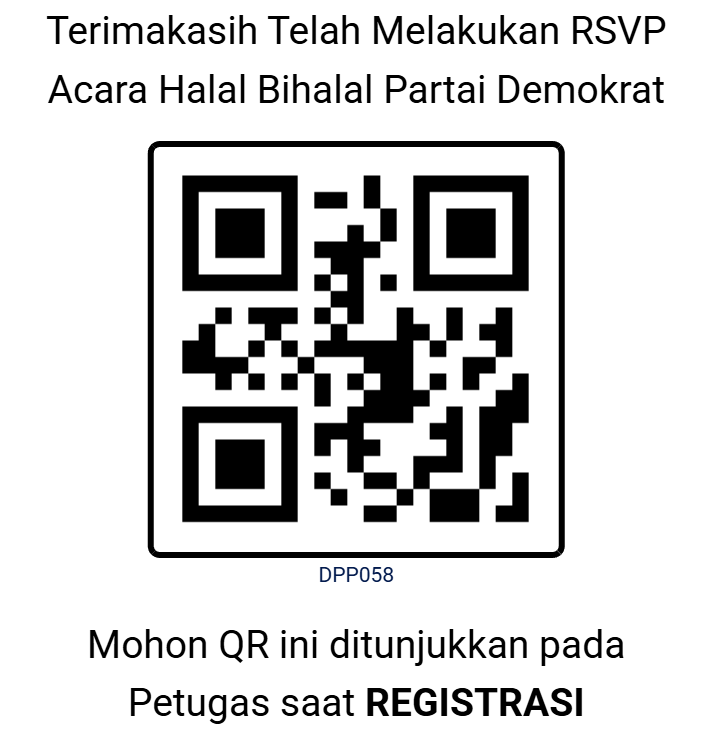 Terimakasih Telah Melakukan RSVP
Acara Halal Bihalal Partai Demokrat
DPP058
Mohon QR ini ditunjukkan pada
Petugas saat REGISTRASI